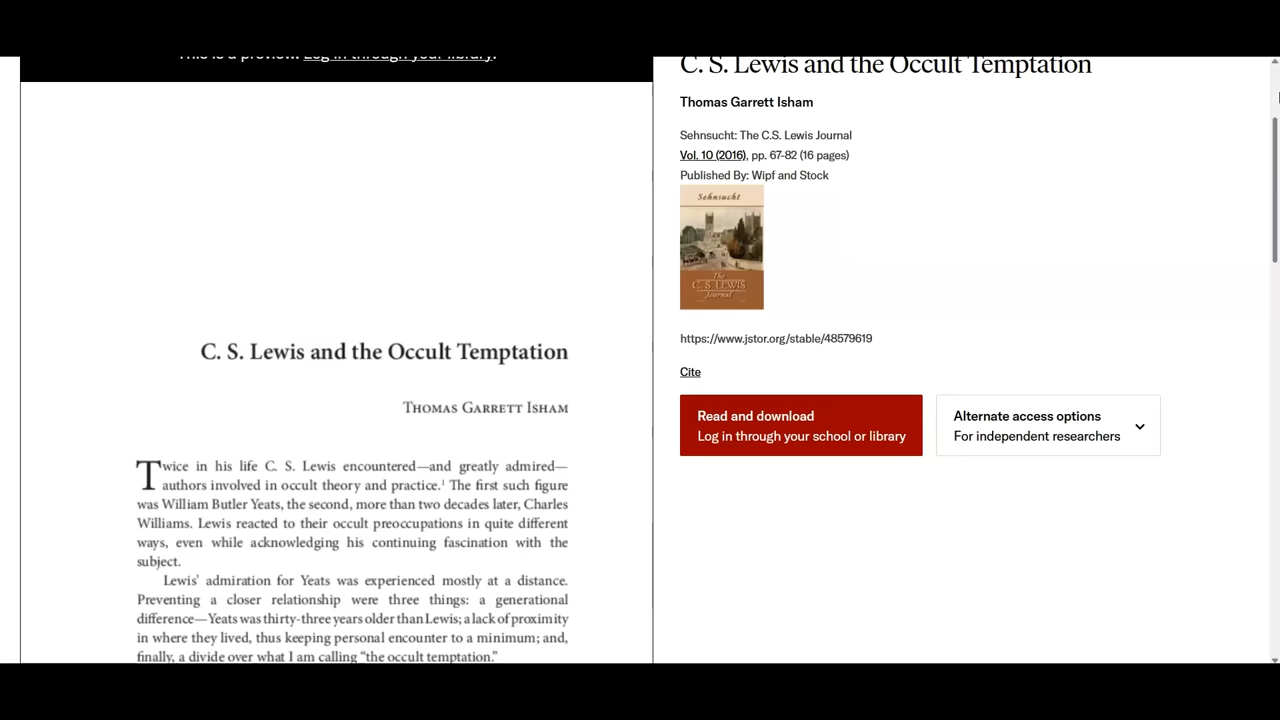 This is a preview. Log in through your library.
C. S. Lewis and the Occult Temptation
THOMAS GARRETT ISHAM
Twice in his life C. S. Lewis encountered—and greatly admired—
authors involved in occult theory and practice.¹ The first such figure
was William Butler Yeats, the second, more than two decades later, Charles
Williams. Lewis reacted to their occult preoccupations in quite different
ways, even while acknowledging his continuing fascination with the
subject.
Lewis' admiration for Yeats was experienced mostly at a distance.
Preventing a closer relationship were three things: a generational
difference—Yeats was thirty-three years older than Lewis; a lack of proximity
in where they lived, thus keeping personal encounter to a minimum; and,
finally, a divide over what I am calling “the occult temptation.”
C. S. Lewis and the Occult Temptation
Thomas Garrett Isham
Sehnsucht: The C.S. Lewis Journal
Vol. 10 (2016), pp. 67-82 (16 pages)
Published By: Wipf and Stock
Sehnsucht
The
C. S. LEWIS
Journal
https://www.jstor.org/stable/48579619
Cite
Read and download
Log in through your school or library
Alternate access options
For independent researchers